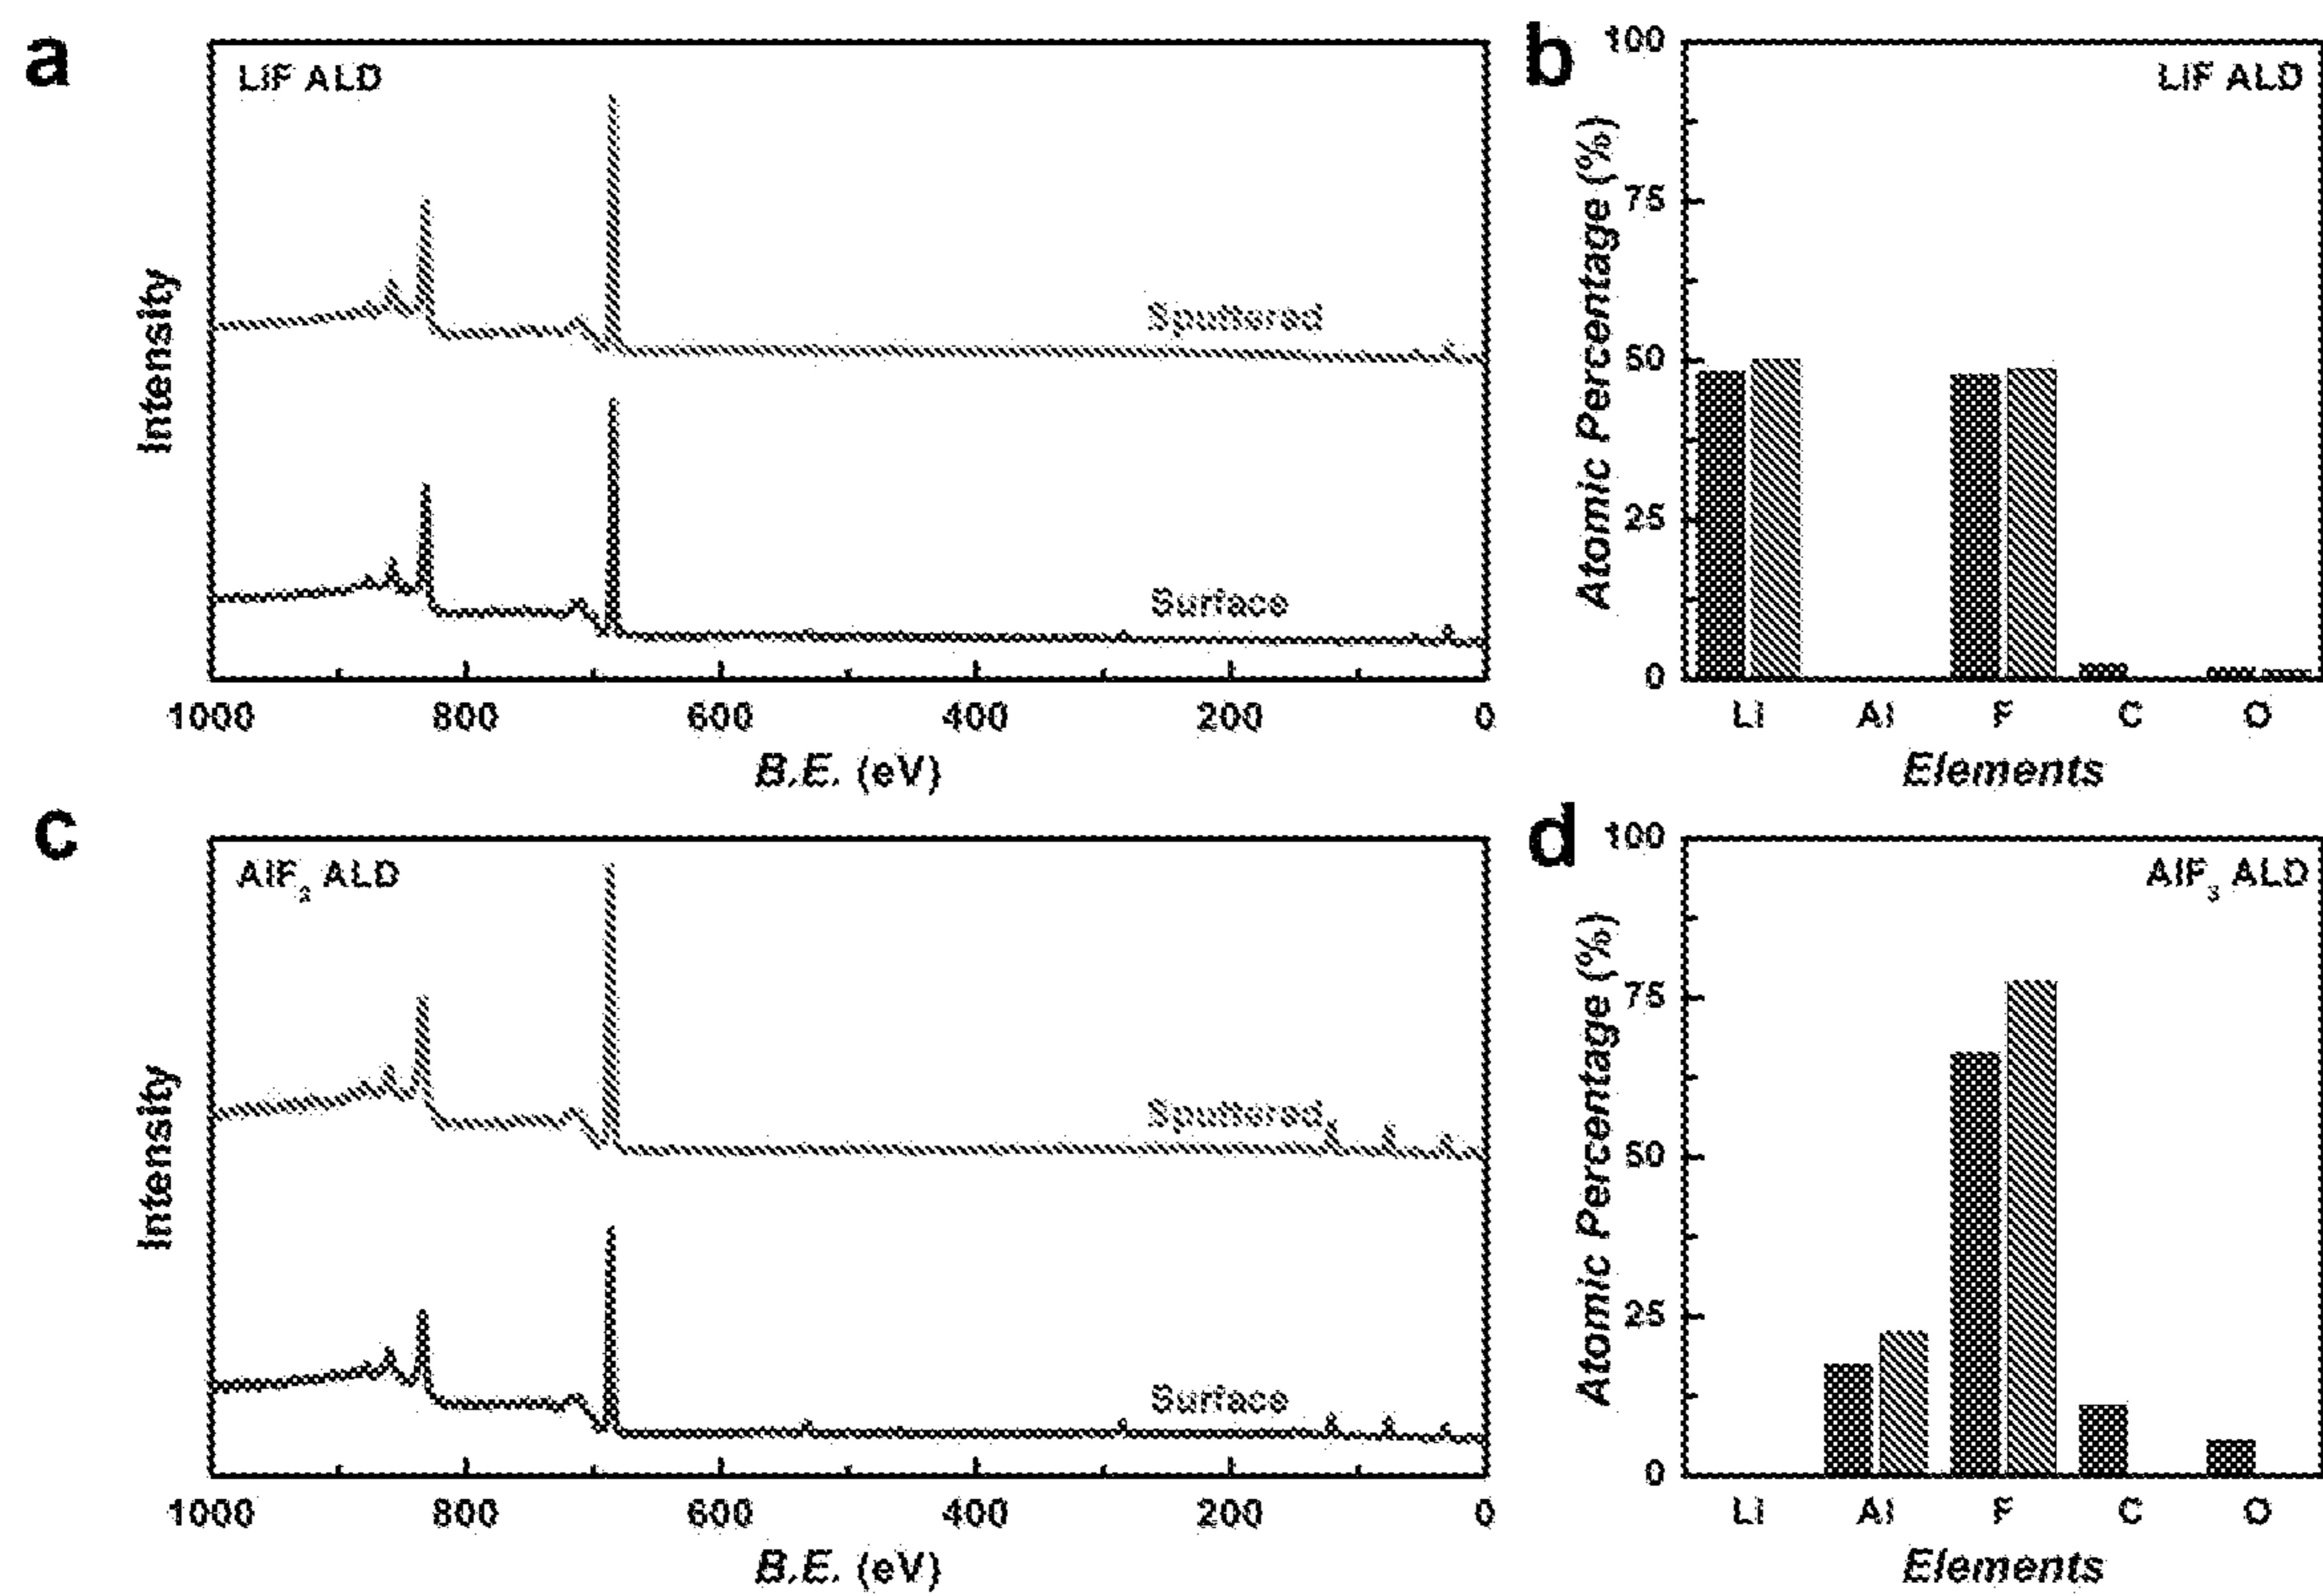 a
LiF ALD
Sputtered
Surface
Intensity
1000 800 600 400 200 0
B.E. (eV)
b
LiF ALD
100
75
50
25
0
Atomic Percentage (%)
Li Al F C O
Elements
c
AlF3 ALD
Sputtered
Surface
Intensity
1000 800 600 400 200 0
B.E. (eV)
d
AlF3 ALD
100
75
50
25
0
Atomic Percentage (%)
Li Al F C O
Elements